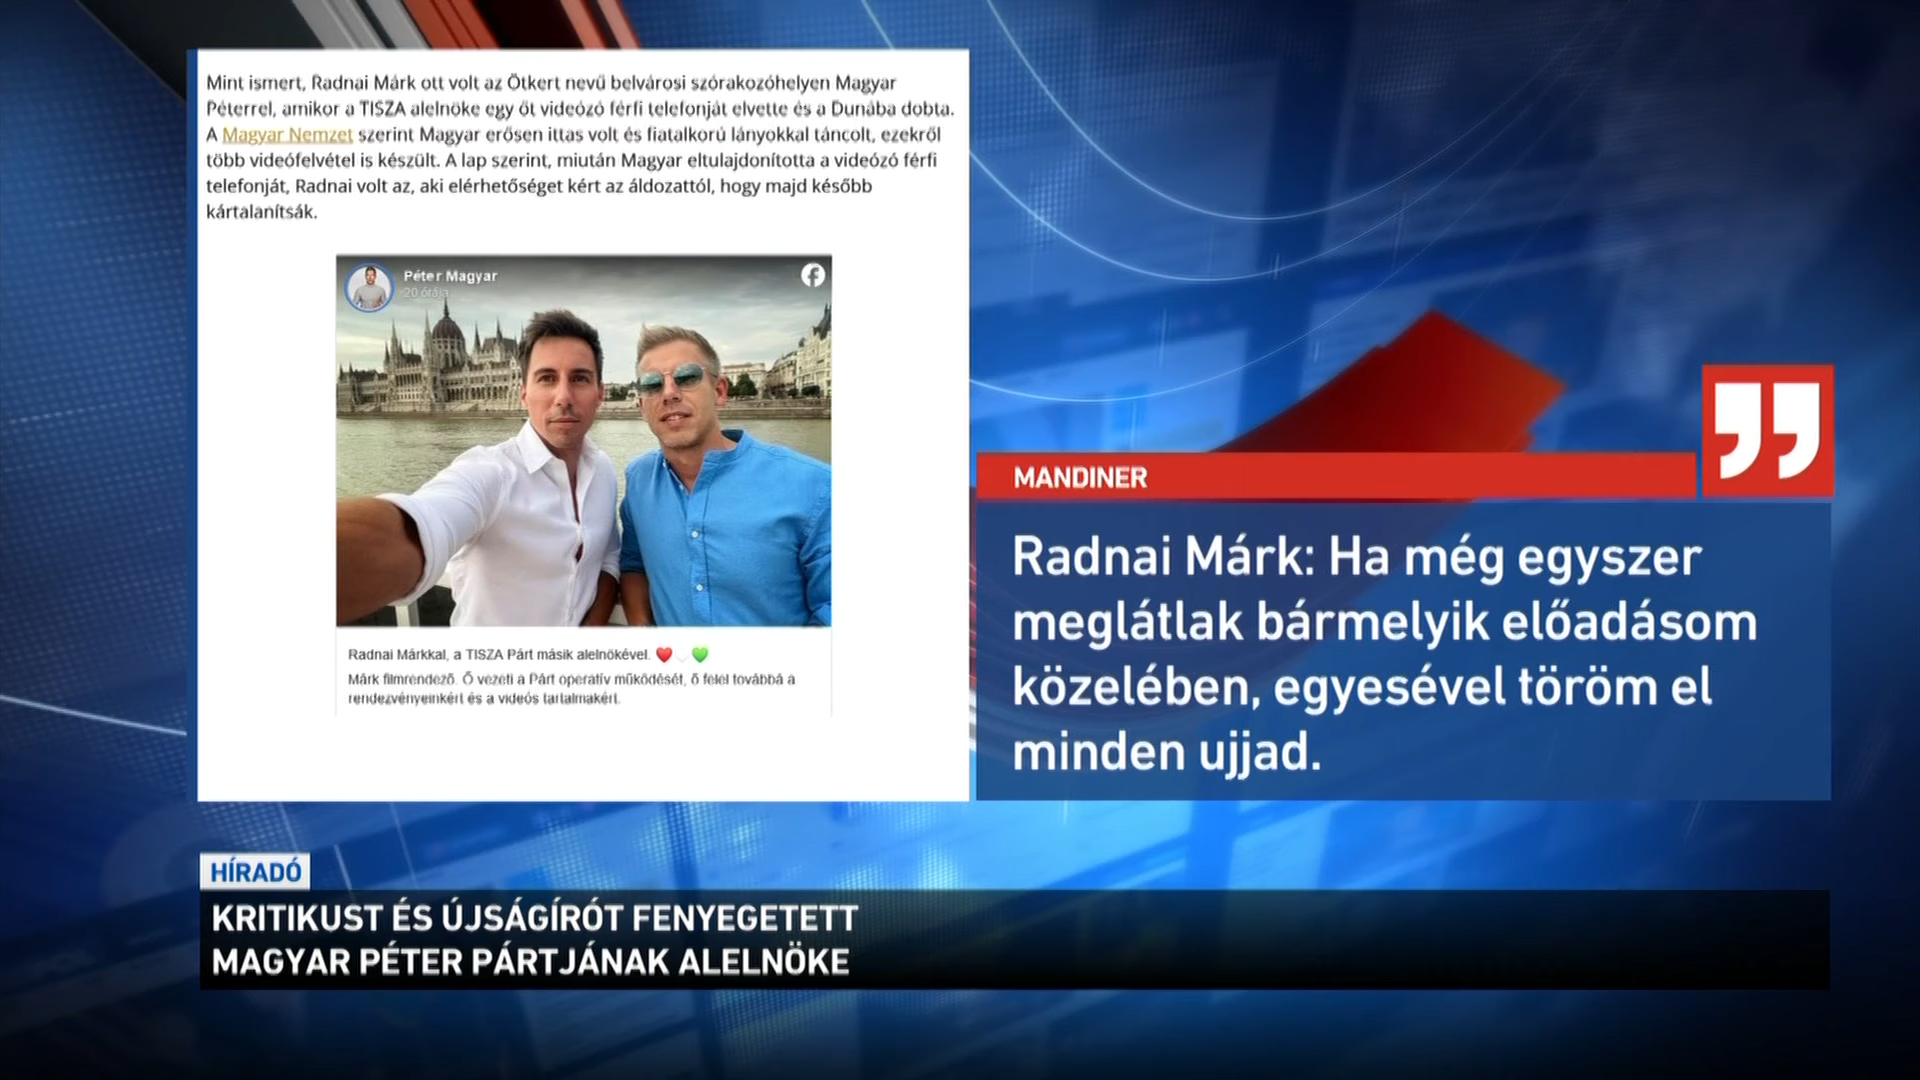 Mint ismert, Radnai Márk ott volt az Ötkert nevű belvárosi szórakozóhelyen Magyar
Péterrel, amikor a TISZA alelnöke egy őt videózó férfi telefonját elvette és a Dunába dobta.
A Magyar Nemzet szerint Magyar erősen ittas volt és fiatalkorú lányokkal táncolt, ezekről
több videófelvétel is készült. A lap szerint, miután Magyar eltulajdonította a videózó férfi
telefonját, Radnai volt az, aki elérhetőséget kért az áldozattól, hogy majd később
kártalanítsák.
Péter Magyar
20 órája
Radnai Márkkal, a TISZA Párt másik alelnökével.
Márk filmrendező. Ő vezeti a Párt operatív működését, ő felel továbbá a
rendezvényeinkért és a videós tartalmakért.
MANDINER
Radnai Márk: Ha még egyszer
meglátlak bármelyik előadásom
közelében, egyesével töröm el
minden ujjad.
HÍRADÓ
KRITIKUST ÉS ÚJSÁGÍRÓT FENYEGETETT
MAGYAR PÉTER PÁRTJÁNAK ALELNÖKE